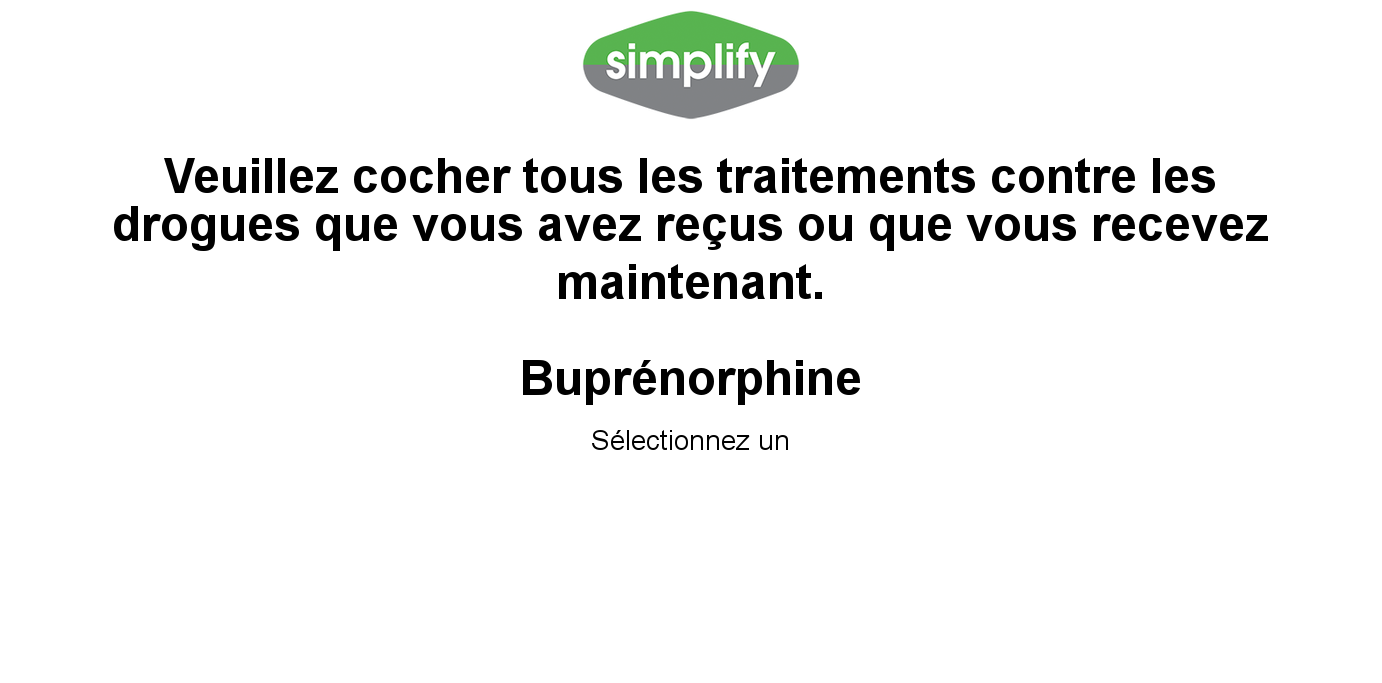 simplify
Veuillez cocher tous les traitements contre les
drogues que vous avez reçus ou que vous recevez
maintenant.
Buprénorphine
Sélectionnez un